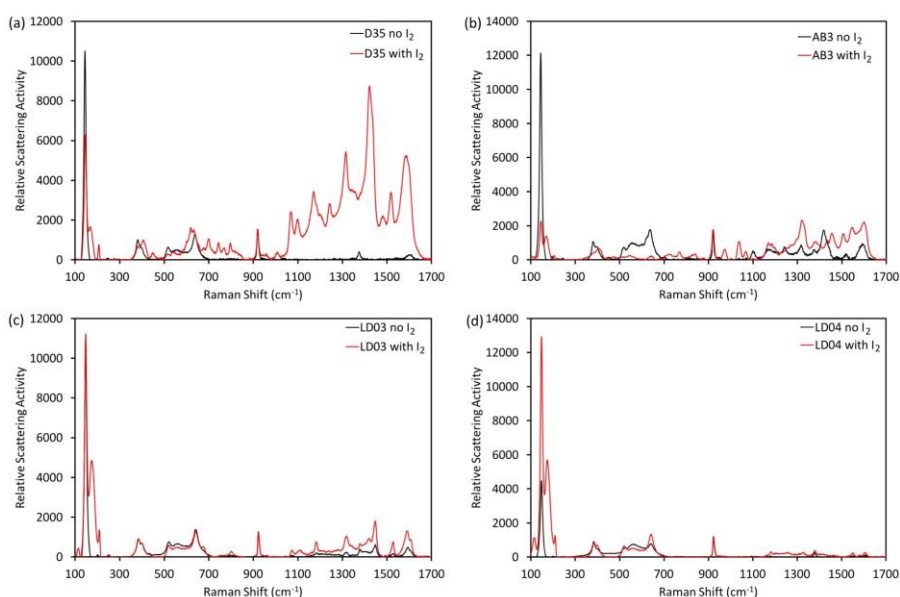 (a)
12000
10000
8000
6000
4000
2000
0
Relative Scattering Activity
D35 no I₂
D35 with I₂
100 300 500 700 900 1100 1300 1500 1700
Raman Shift (cm⁻¹)
(b)
14000
12000
10000
8000
6000
4000
2000
0
Relative Scattering Activity
AB3 no I₂
AB3 with I₂
100 300 500 700 900 1100 1300 1500 1700
Raman Shift (cm⁻¹)
(c)
12000
10000
8000
6000
4000
2000
0
Relative Scattering Activity
LD03 no I₂
LD03 with I₂
100 300 500 700 900 1100 1300 1500 1700
Raman Shift (cm⁻¹)
(d)
14000
12000
10000
8000
6000
4000
2000
0
Relative Scattering Activity
LD04 no I₂
LD04 with I₂
100 300 500 700 900 1100 1300 1500 1700
Raman Shift (cm⁻¹)